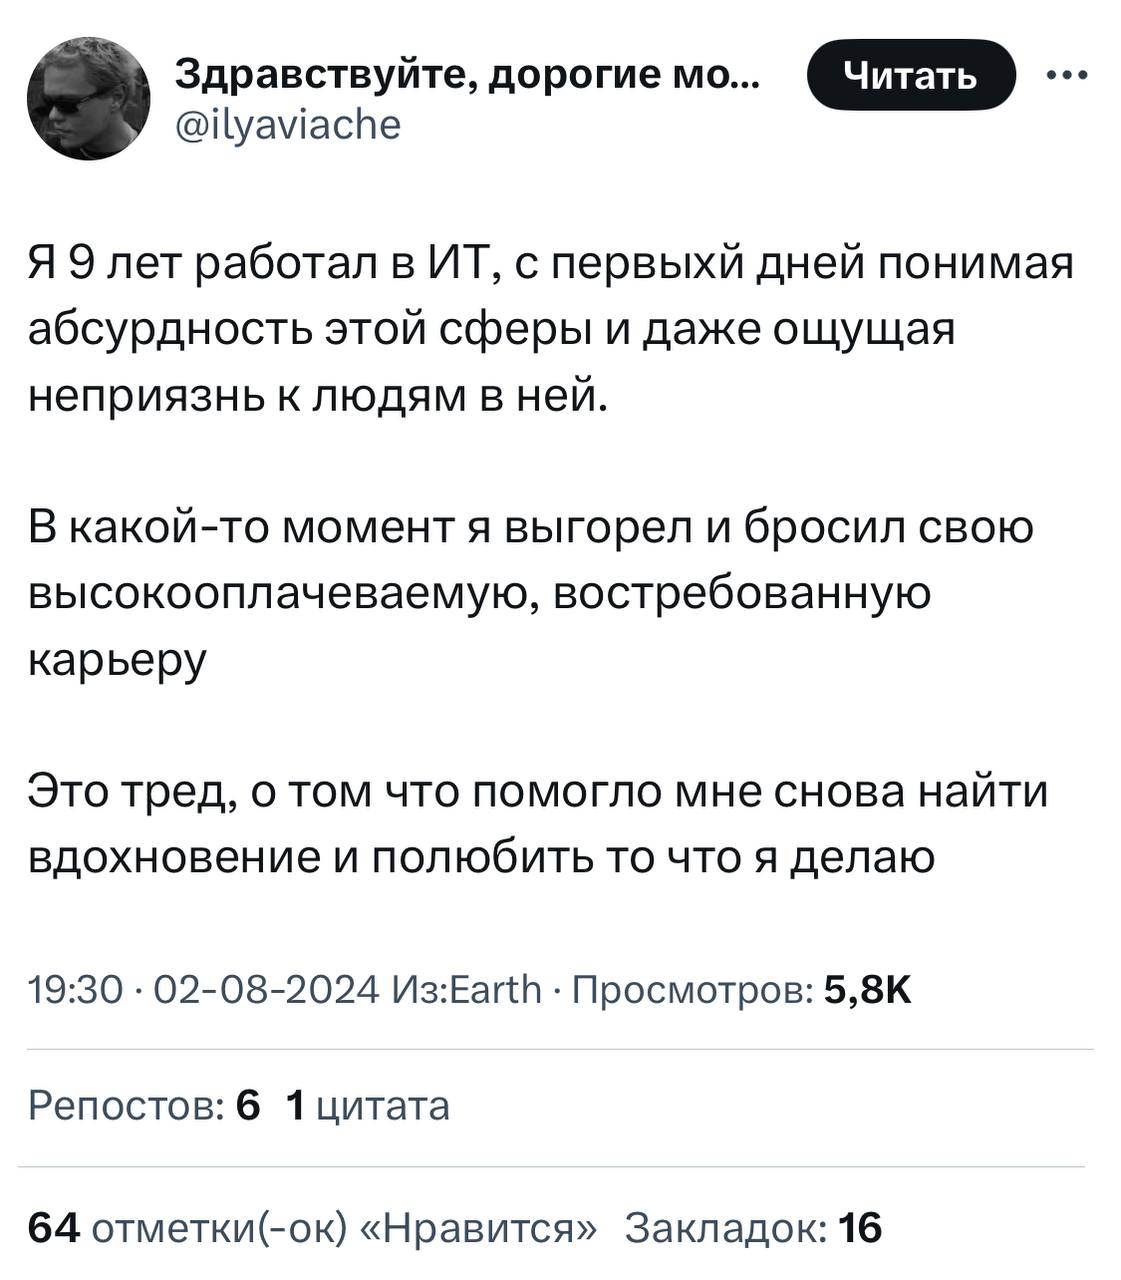 Здравствуйте, дорогие мо...
Читать
@ilyaviache
Я 9 лет работал в ИТ, с первыхй дней понимая
абсурдность этой сферы и даже ощущая
неприязнь к людям в ней.
В какой-то момент я выгорел и бросил свою
высокооплачеваемую, востребованную
карьеру
Это тред, о том что помогло мне снова найти
вдохновение и полюбить то что я делаю
19:30 · 02-08-2024 Из:Earth · Просмотров: 5,8K
Репостов: 6 1 цитата
64 отметки(-ок) «Нравится» Закладок: 16